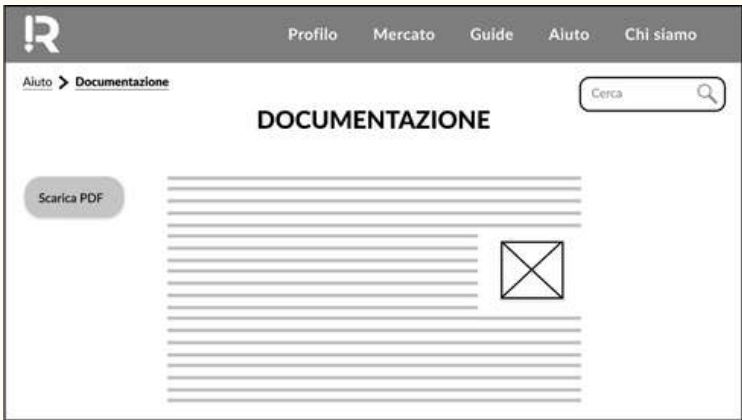 R
Profilo Mercato Guide Aiuto Chi siamo
Aiuto > Documentazione
Cerca
DOCUMENTAZIONE
Scarica PDF